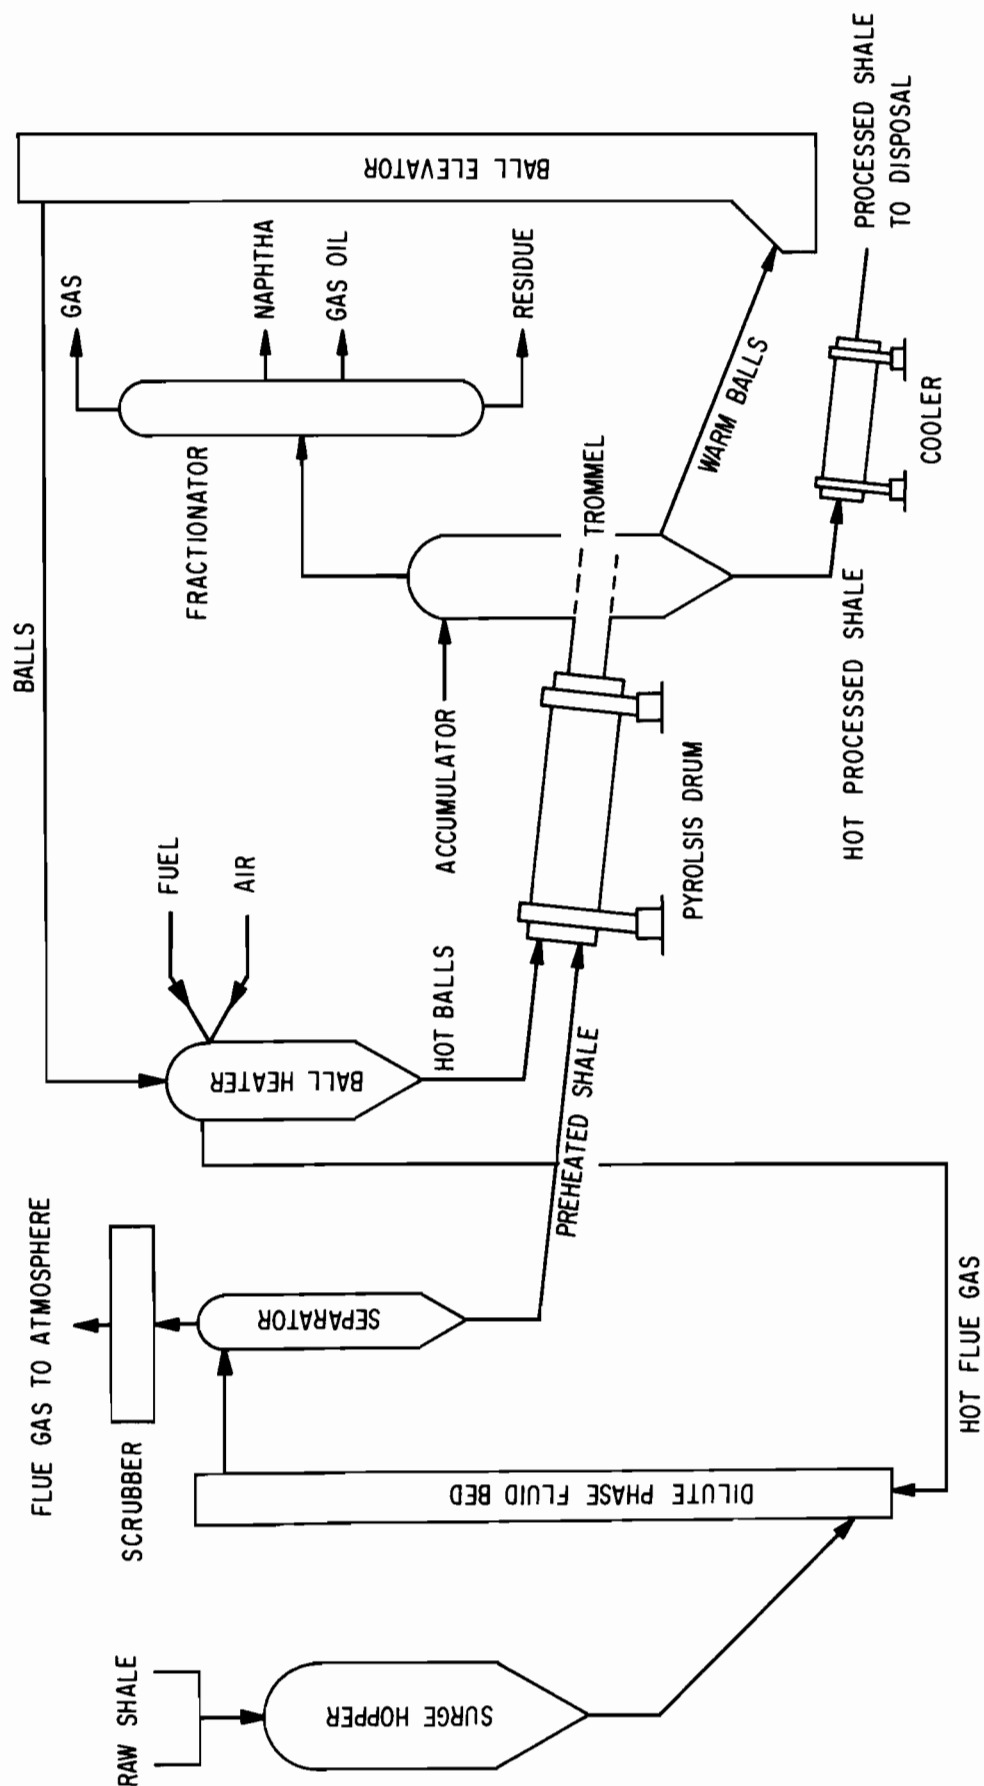 RAW SHALE
SURGE HOPPER
FLUE GAS TO ATMOSPHERE
SCRUBBER
DILUTE PHASE FLUID BED
SEPARATOR
HOT FLUE GAS
PREHEATED SHALE
BALLS
FUEL
AIR
BALL HEATER
HOT BALLS
ACCUMULATOR
PYROLSIS DRUM
TROMMEL
FRACTIONATOR
GAS
NAPHTHA
GAS OIL
RESIDUE
WARM BALLS
BALL ELEVATOR
HOT PROCESSED SHALE
COOLER
PROCESSED SHALE
TO DISPOSAL